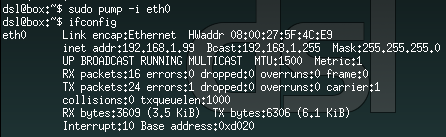 dsl@box:~$ sudo pump -i eth0
dsl@box:~$ ifconfig
eth0      Link encap:Ethernet  HWaddr 08:00:27:5F:4C:E9
          inet addr:192.168.1.99  Bcast:192.168.1.255  Mask:255.255.255.0
          UP BROADCAST RUNNING MULTICAST  MTU:1500  Metric:1
          RX packets:16 errors:0 dropped:0 overruns:0 frame:0
          TX packets:24 errors:1 dropped:0 overruns:0 carrier:1
          collisions:0 txqueuelen:1000
          RX bytes:3609 (3.5 KiB)  TX bytes:6306 (6.1 KiB)
          Interrupt:10 Base address:0xd020